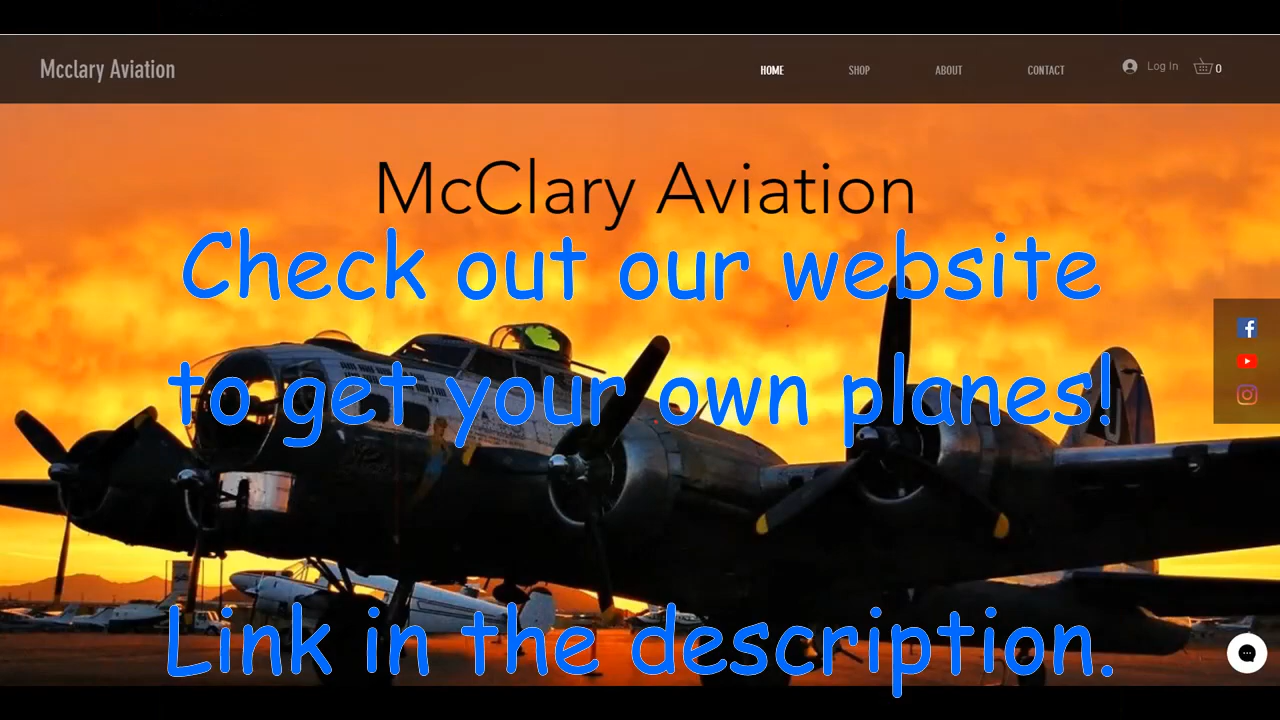 Mcclary Aviation
HOME SHOP ABOUT CONTACT Log In 0
McClary Aviation
Check out our website
to get your own planes!
Link in the description.